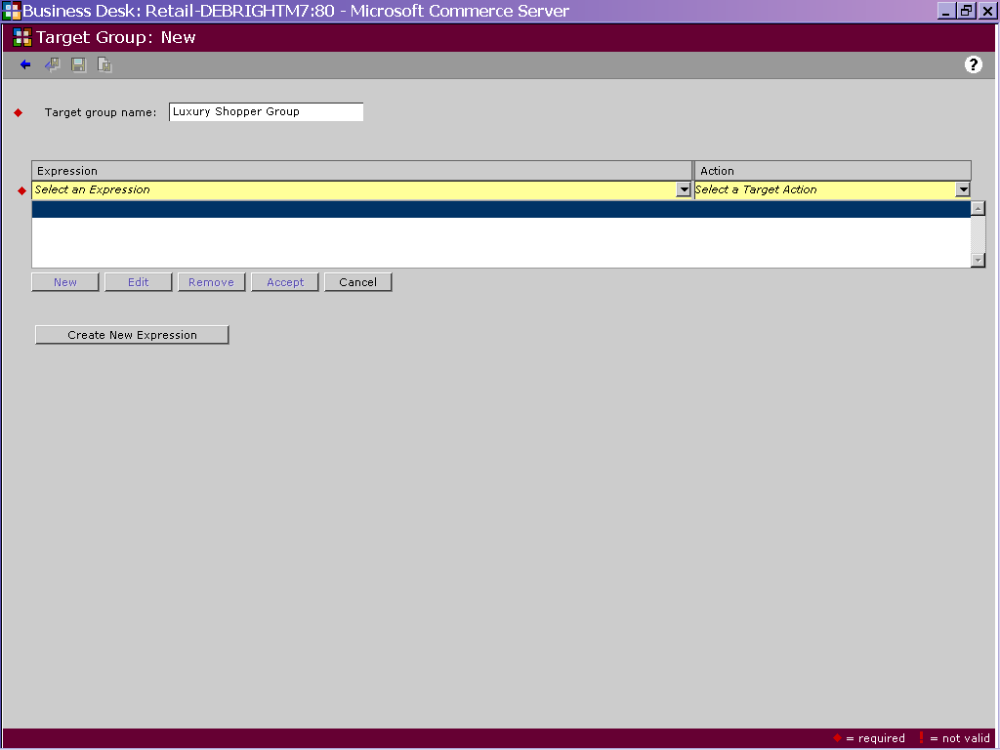 Business Desk: Retail-DEBRIGHTM7:80 - Microsoft Commerce Server
Target Group: New
?
Target group name: Luxury Shopper Group
Expression Action
Select an Expression Select a Target Action
New Edit Remove Accept Cancel
Create New Expression
= required ! = not valid